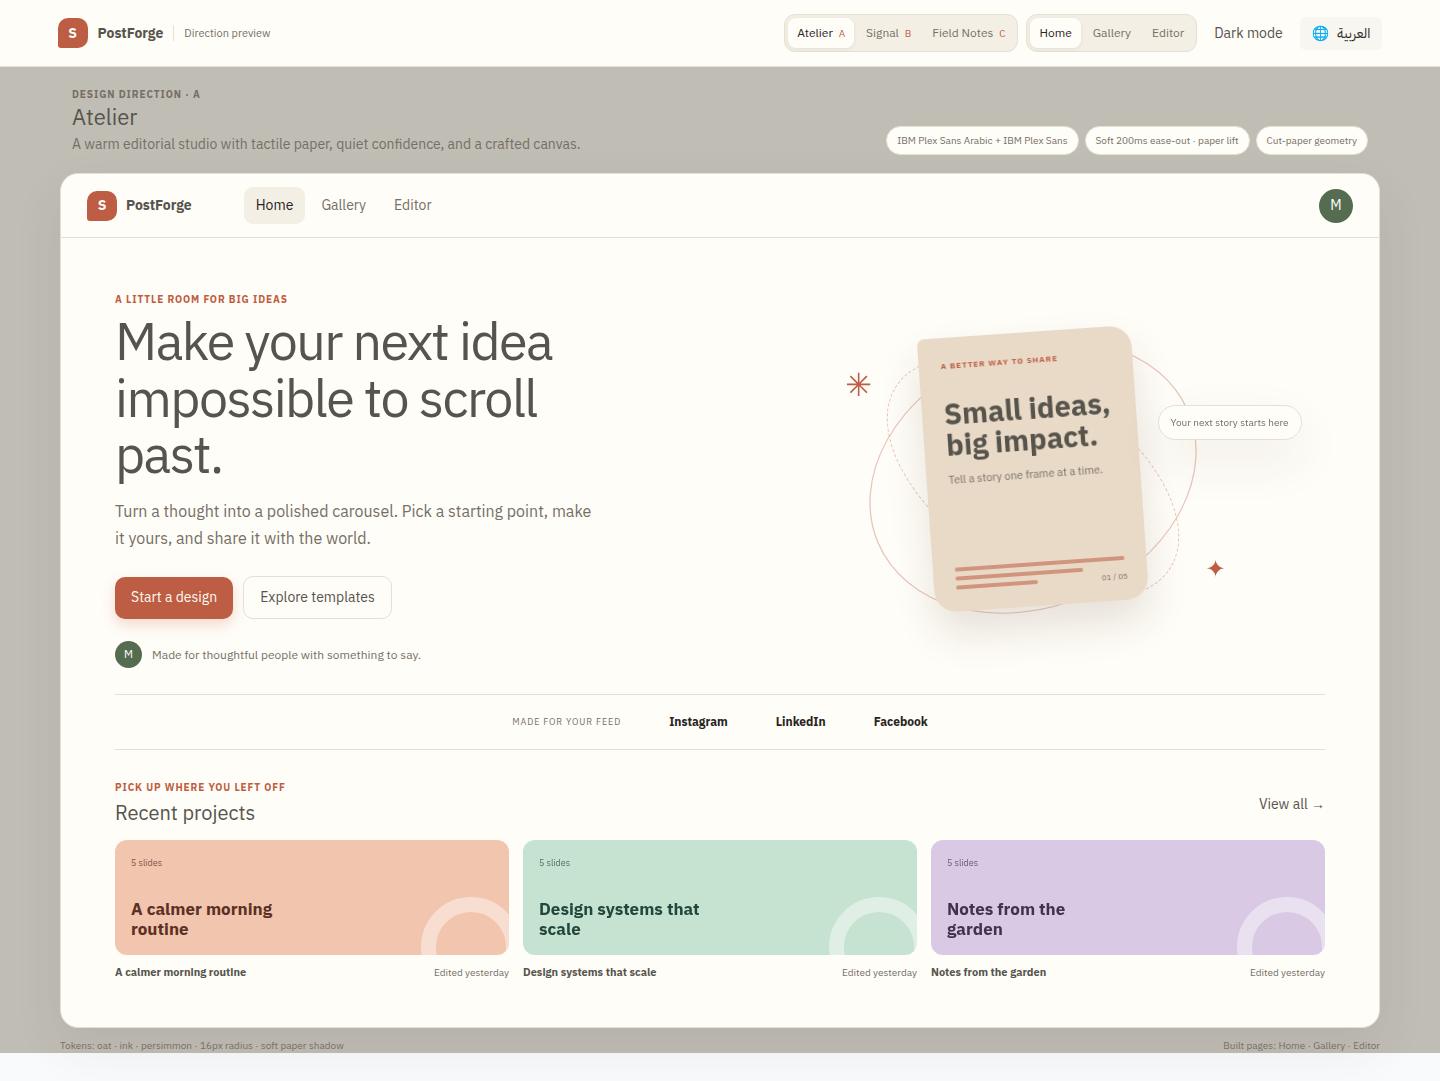 S PostForge Direction preview
Atelier A Signal B Field Notes C Home Gallery Editor Dark mode 🌐 العربية
DESIGN DIRECTION · A
Atelier
A warm editorial studio with tactile paper, quiet confidence, and a crafted canvas.
IBM Plex Sans Arabic + IBM Plex Sans Soft 200ms ease-out · paper lift Cut-paper geometry
S PostForge Home Gallery Editor M
A LITTLE ROOM FOR BIG IDEAS
Make your next idea
impossible to scroll
past.
Turn a thought into a polished carousel. Pick a starting point, make
it yours, and share it with the world.
Start a design Explore templates
M Made for thoughtful people with something to say.
A BETTER WAY TO SHARE
Small ideas,
big impact.
Tell a story one frame at a time.
01 / 05
Your next story starts here
MADE FOR YOUR FEED Instagram LinkedIn Facebook
PICK UP WHERE YOU LEFT OFF
Recent projects
View all →
5 slides
A calmer morning
routine
A calmer morning routine Edited yesterday
5 slides
Design systems that
scale
Design systems that scale Edited yesterday
5 slides
Notes from the
garden
Notes from the garden Edited yesterday
Tokens: oat · ink · persimmon · 16px radius · soft paper shadow
Built pages: Home · Gallery · Editor